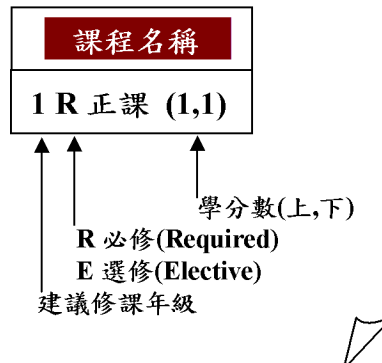 課程名稱
1 R 正課 (1,1)
學分數(上,下)
R 必修(Required)
E 選修(Elective)
建議修課年級